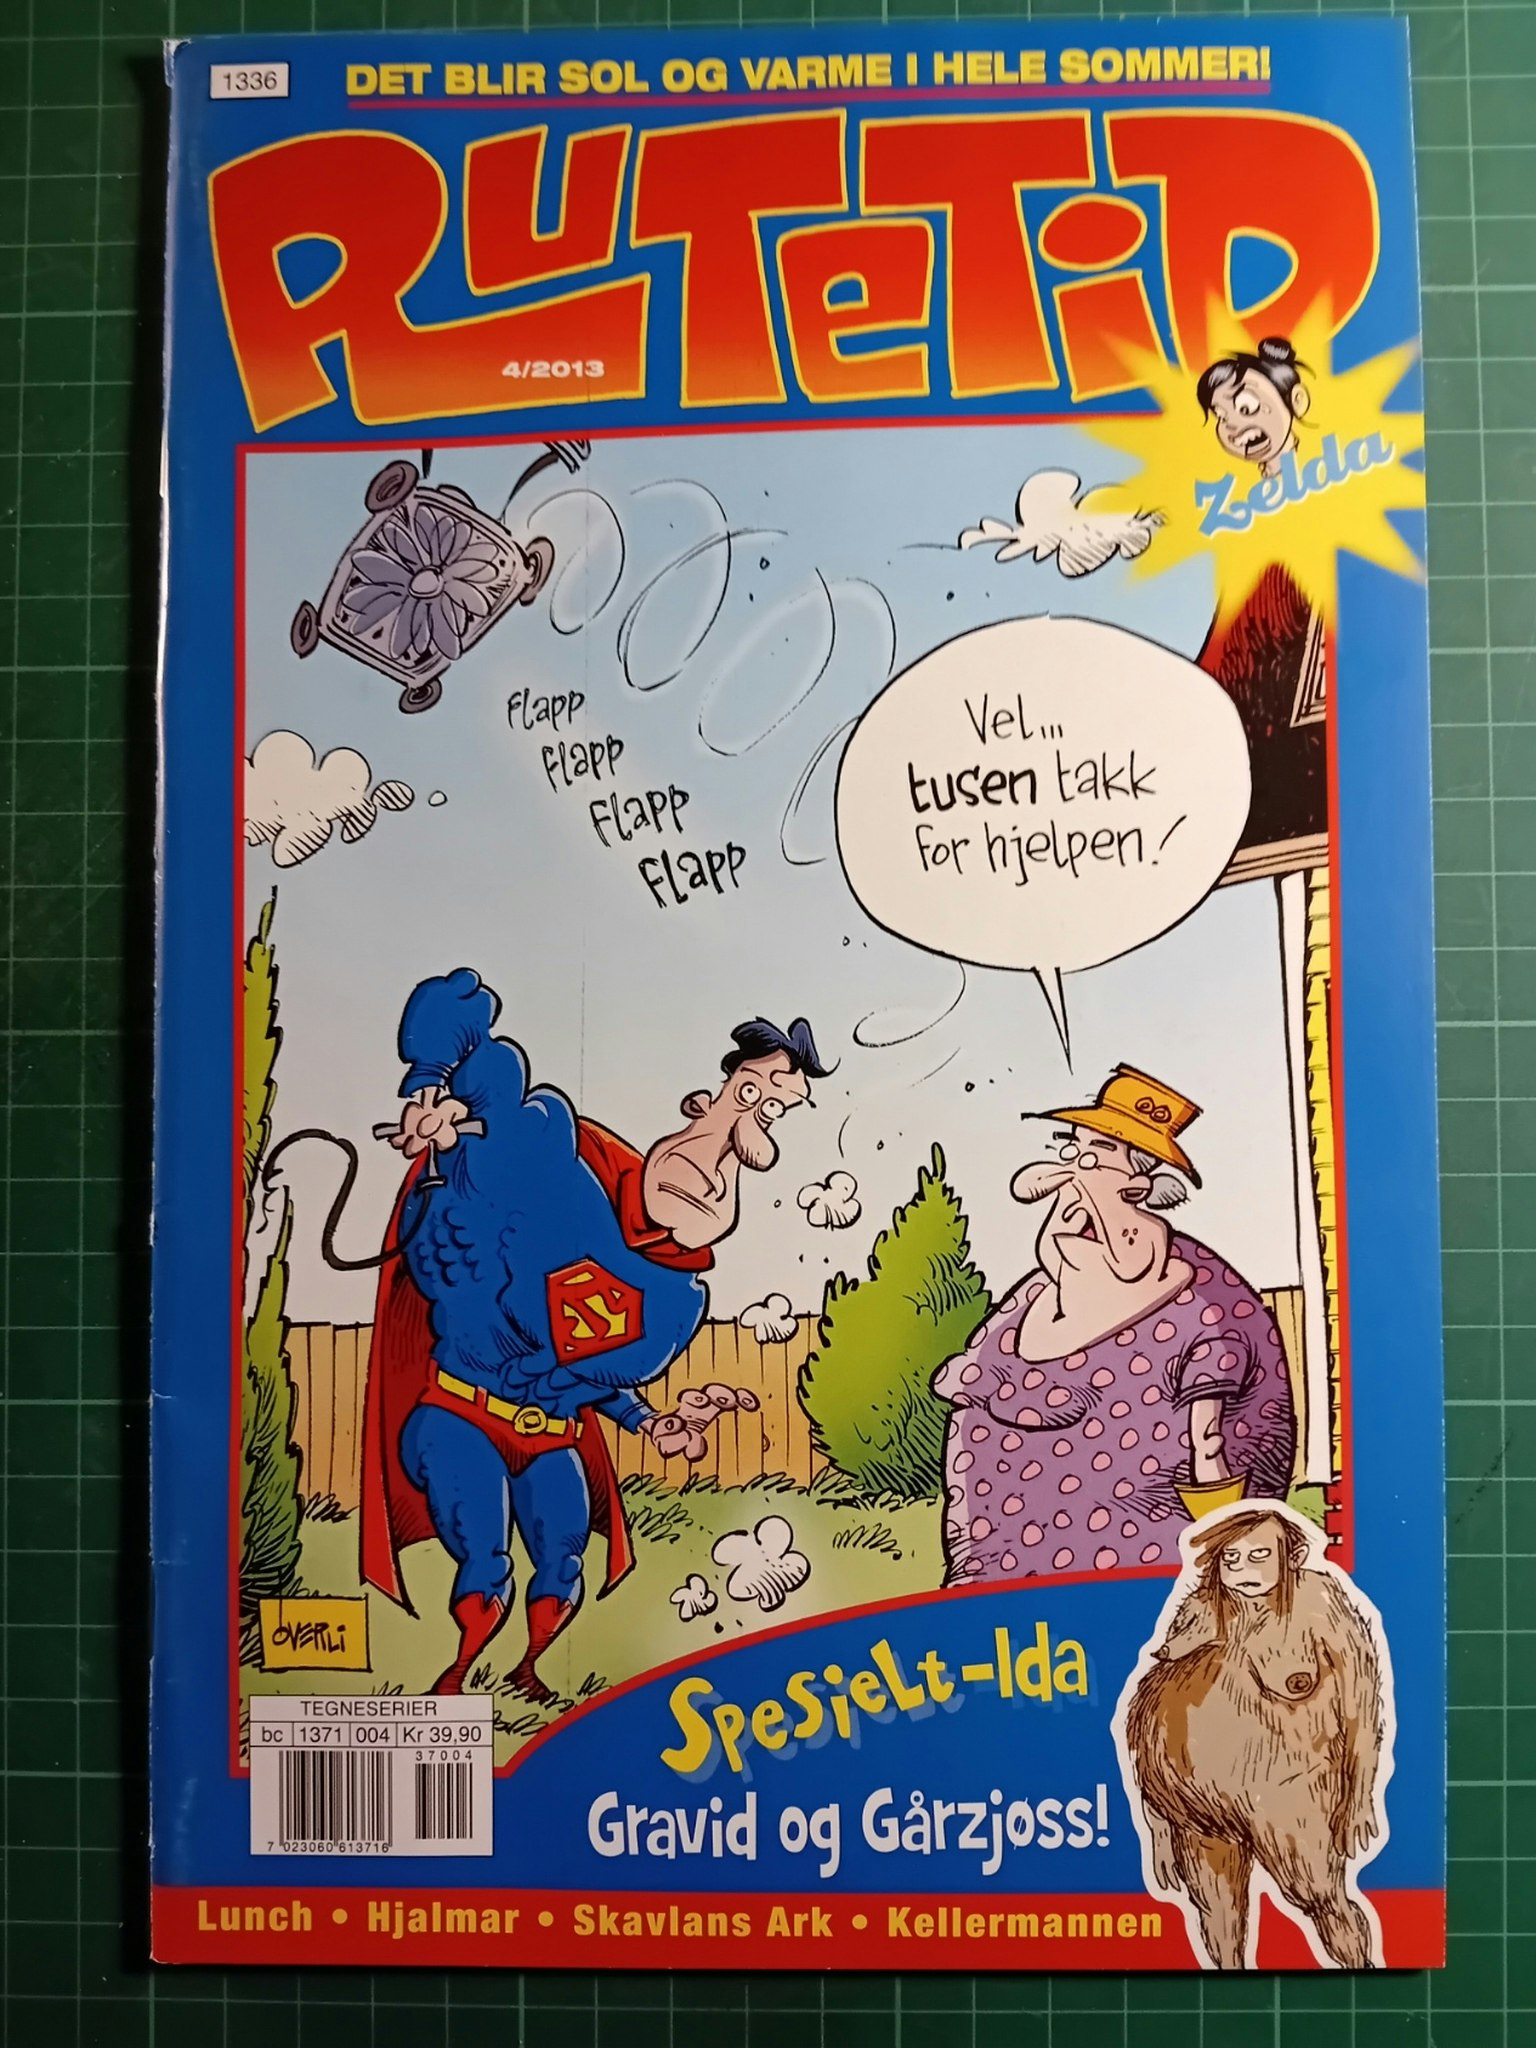 1336
DET BLIR SOL OG VARME I HELE SOMMER!
RUTETID
4/2013
Zelda
Flapp
Flapp
Flapp
Flapp
Vel...
tusen takk
for hjelpen!
S
ØVERLI
Spesielt-Ida
Gravid og Gårzjøss!
TEGNESERIER
bc 1371 004 Kr 39,90
37004
7 023060 613716
Lunch • Hjalmar • Skavlans Ark • Kellermannen